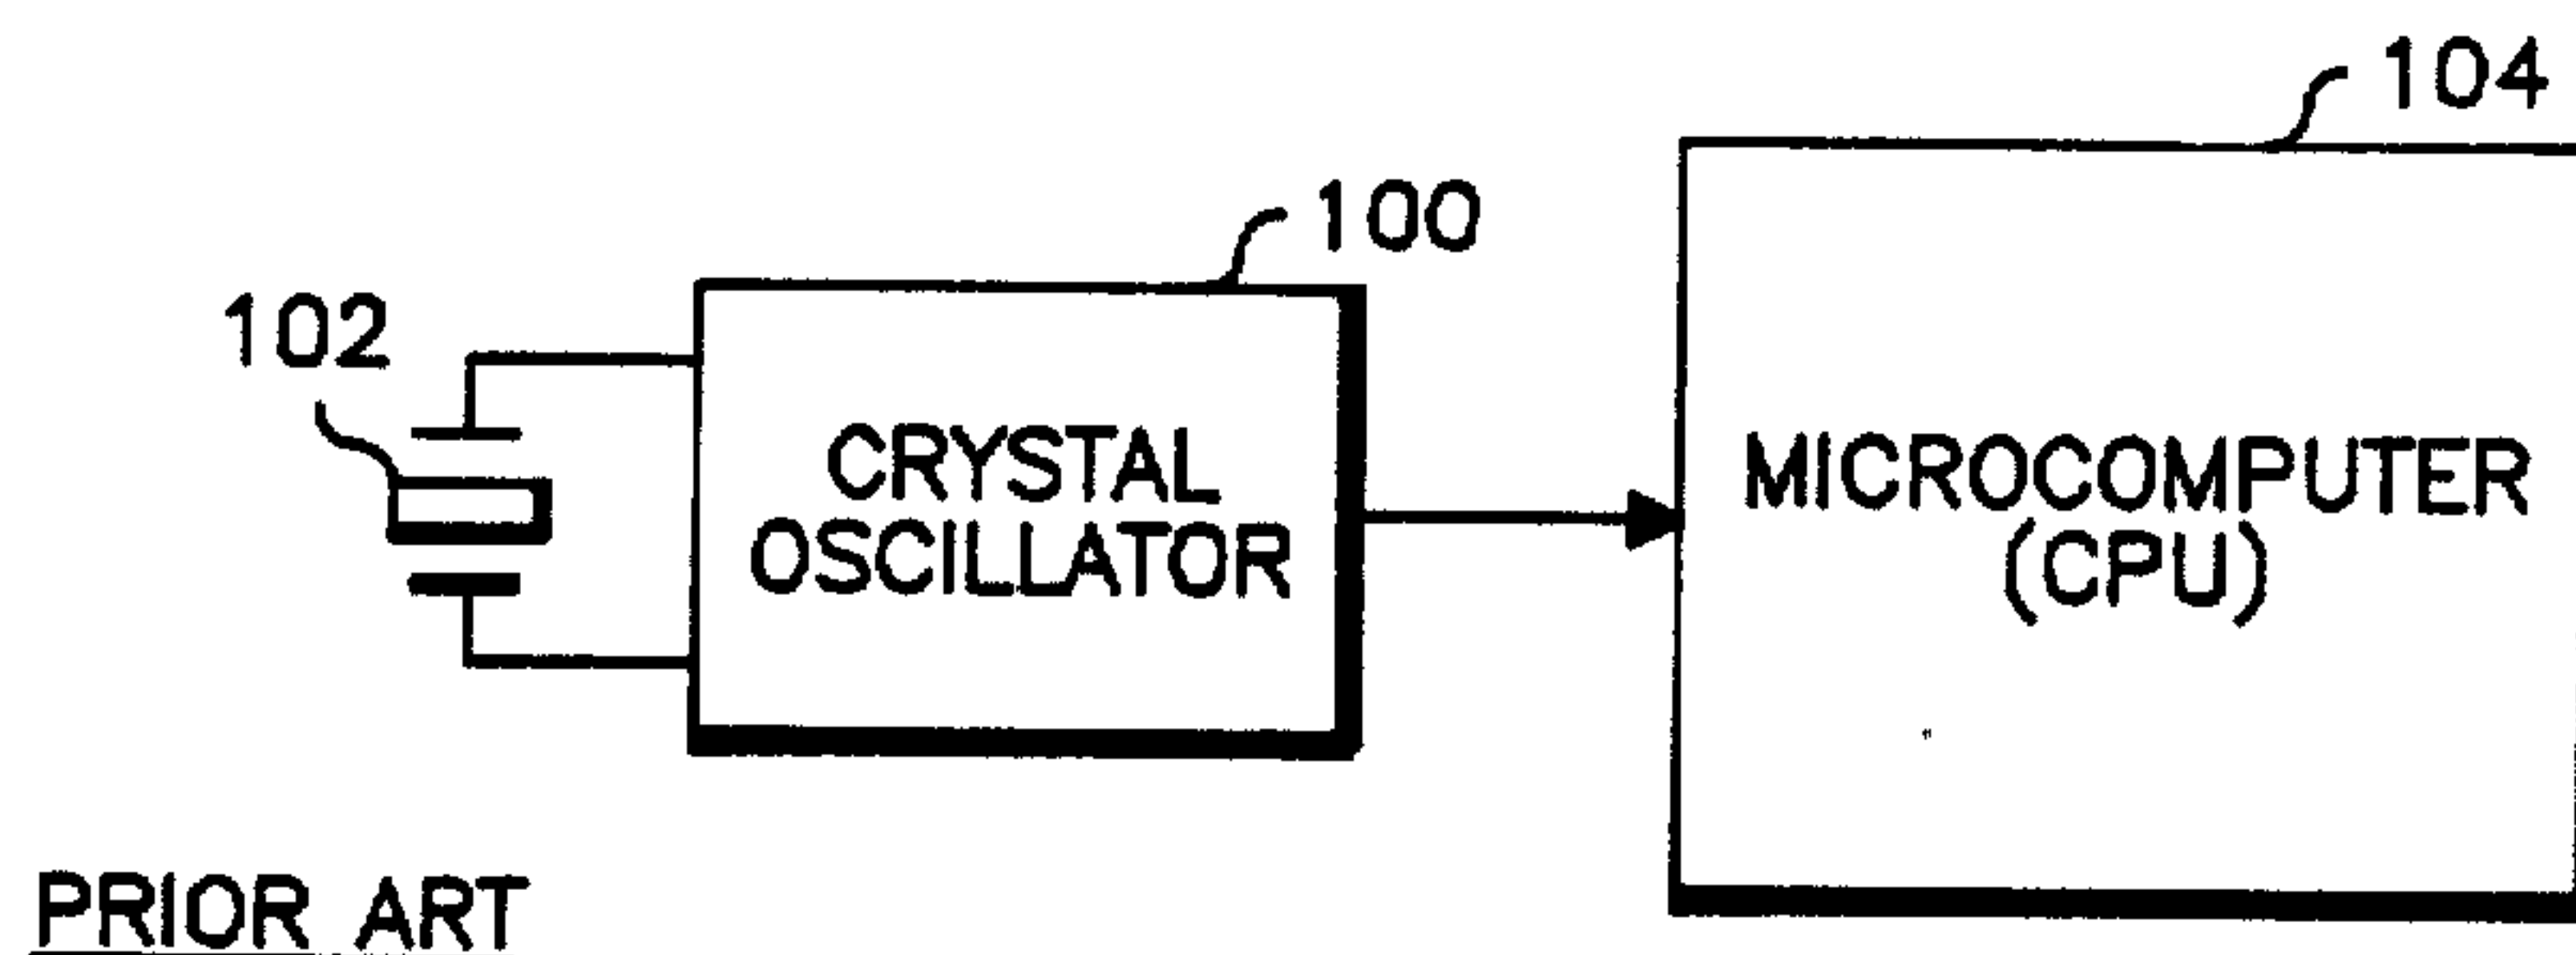 104
100
102
CRYSTAL
OSCILLATOR
MICROCOMPUTER
(CPU)
PRIOR ART